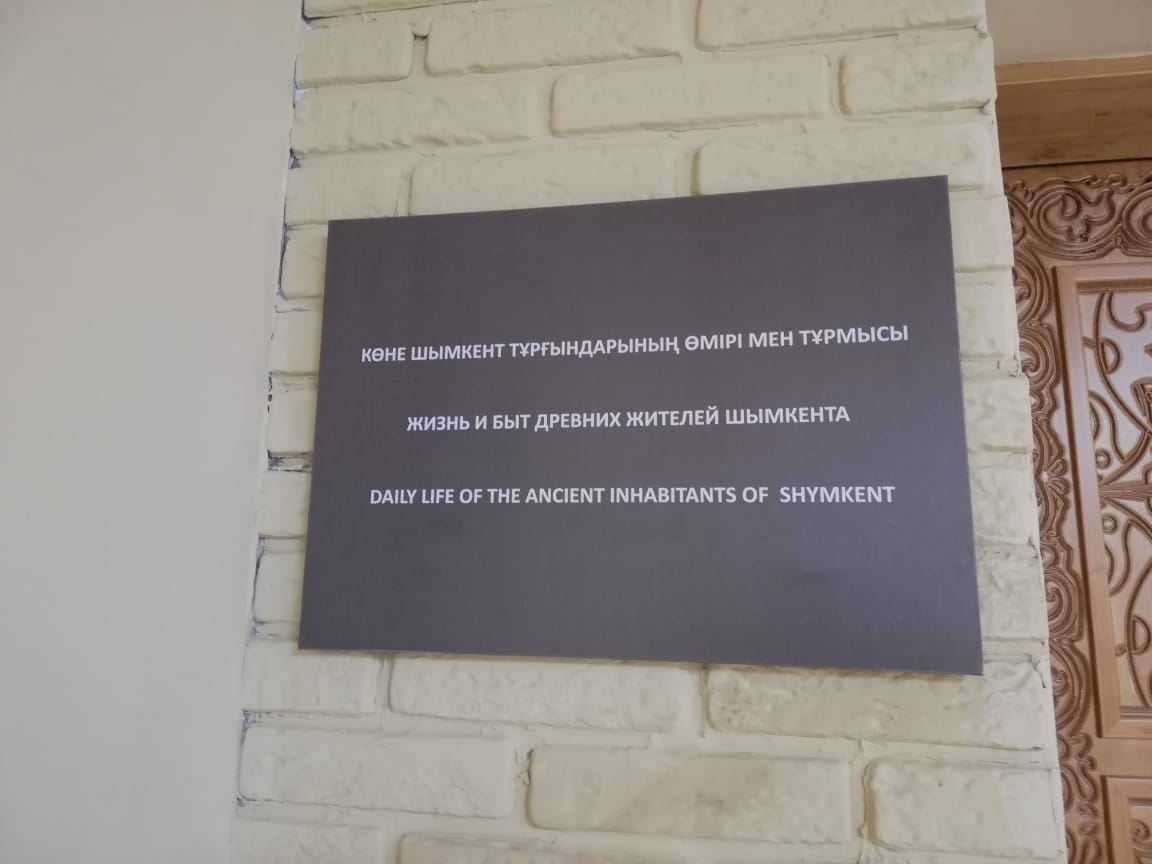 КӨНЕ ШЫМКЕНТ ТҰРҒЫНДАРЫНЫҢ ӨМІРІ МЕН ТҰРМЫСЫ
ЖИЗНЬ И БЫТ ДРЕВНИХ ЖИТЕЛЕЙ ШЫМКЕНТА
DAILY LIFE OF THE ANCIENT INHABITANTS OF  SHYMKENT